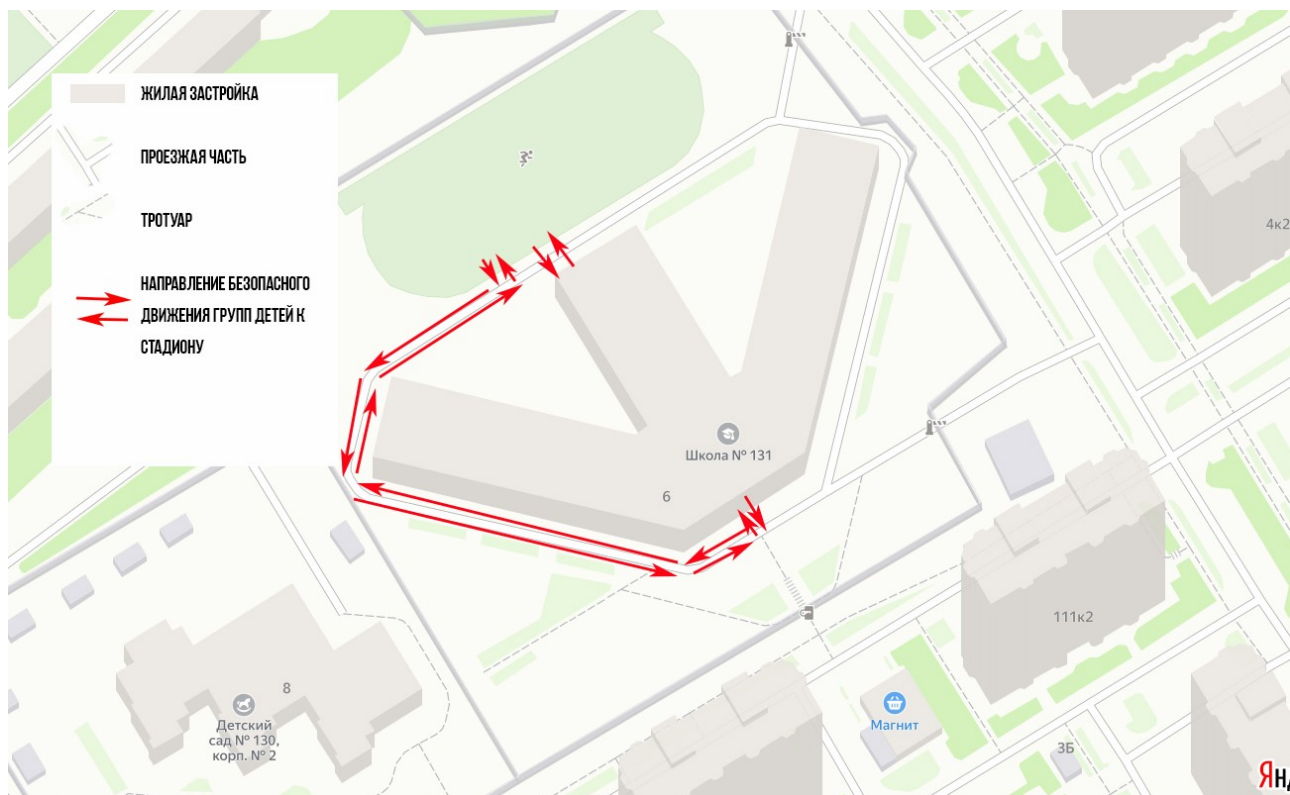 ЖИЛАЯ ЗАСТРОЙКА
ПРОЕЗЖАЯ ЧАСТЬ
ТРОТУАР
НАПРАВЛЕНИЕ БЕЗОПАСНОГО
ДВИЖЕНИЯ ГРУПП ДЕТЕЙ К
СТАДИОНУ
4к2
Школа № 131
6
111к2
8
Детский
сад № 130,
корп. № 2
Магнит
3Б
Янд